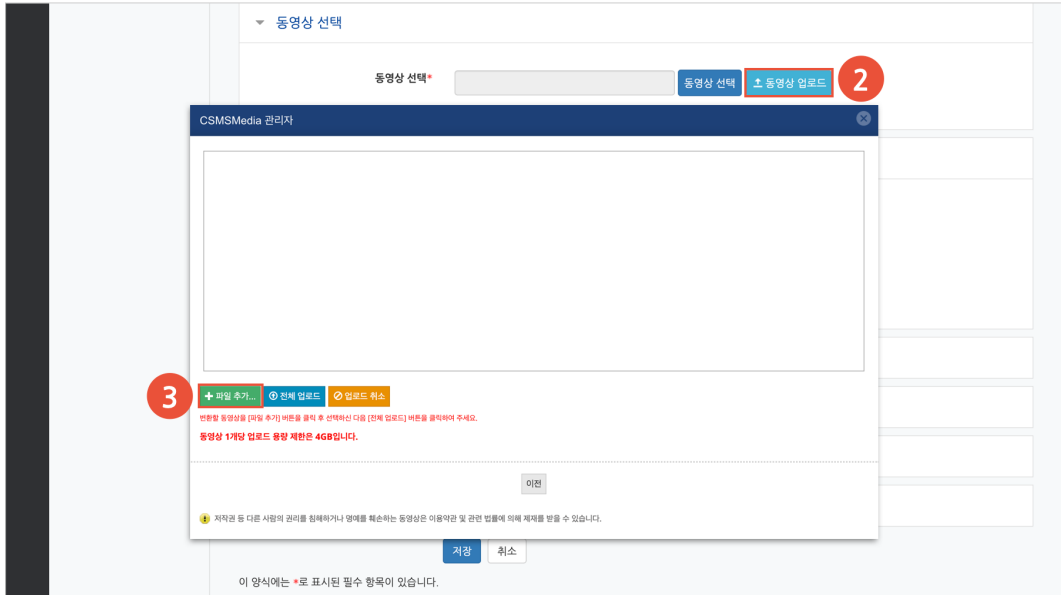 동영상 선택
동영상 선택* 동영상 선택 동영상 업로드 2
CSMSMedia 관리자
3 파일 추가... 전체 업로드 업로드 취소
변환할 동영상을 [파일 추가] 버튼을 클릭 후 선택하신 다음 [전체 업로드] 버튼을 클릭하여 주세요.
동영상 1개당 업로드 용량 제한은 4GB입니다.
이전
저작권 등 다른 사람의 권리를 침해하거나 명예를 훼손하는 동영상은 이용약관 및 관련 법률에 의해 제재를 받을 수 있습니다.
저장 취소
이 양식에는 *로 표시된 필수 항목이 있습니다.